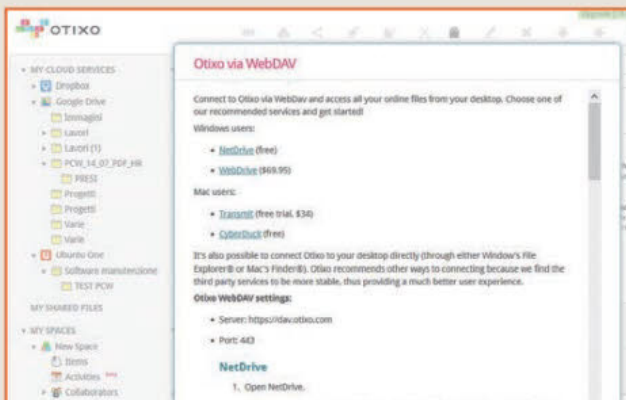 OTIXO
MY CLOUD SERVICES
Dropbox
Google Drive
Immagini
Lavori
Lavori (1)
PCW_14_07_PDF_HR
PRESI
Progetti
Progetti
Varie
Varie
Ubuntu One
Software manutenzione
TEST PCW
MY SHARED FILES
MY SPACES
New Space
Items
Activities
Collaborators
Otixo via WebDAV
Connect to Otixo via WebDav and access all your online files from your desktop. Choose one of
our recommended services and get started!
Windows users:
• NetDrive (free)
• WebDrive ($69.95)
Mac users:
• Transmit (free trial, $34)
• CyberDuck (free)
It's also possible to connect Otixo to your desktop directly (through either Window's File
Explorer® or Mac's Finder®). Otixo recommends other ways to connecting because we find the
third party services to be more stable, thus providing a much better user experience.
Otixo WebDAV settings:
• Server: https://dav.otixo.com
• Port: 443
NetDrive
1. Open NetDrive.